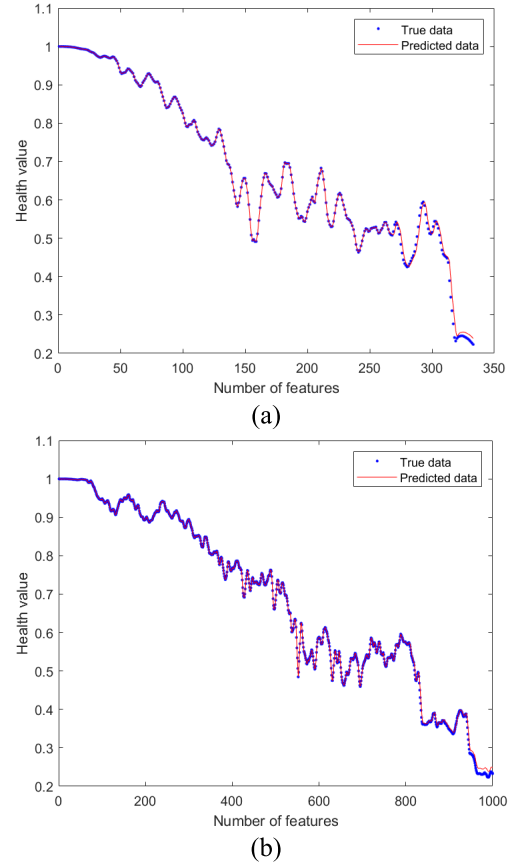 1.1
1
0.9
0.8
0.7
0.6
0.5
0.4
0.3
0.2
Health value
True data
Predicted data
0 50 100 150 200 250 300 350
Number of features
(a)
1.1
1
0.9
0.8
0.7
0.6
0.5
0.4
0.3
0.2
Health value
True data
Predicted data
0 200 400 600 800 1000
Number of features
(b)